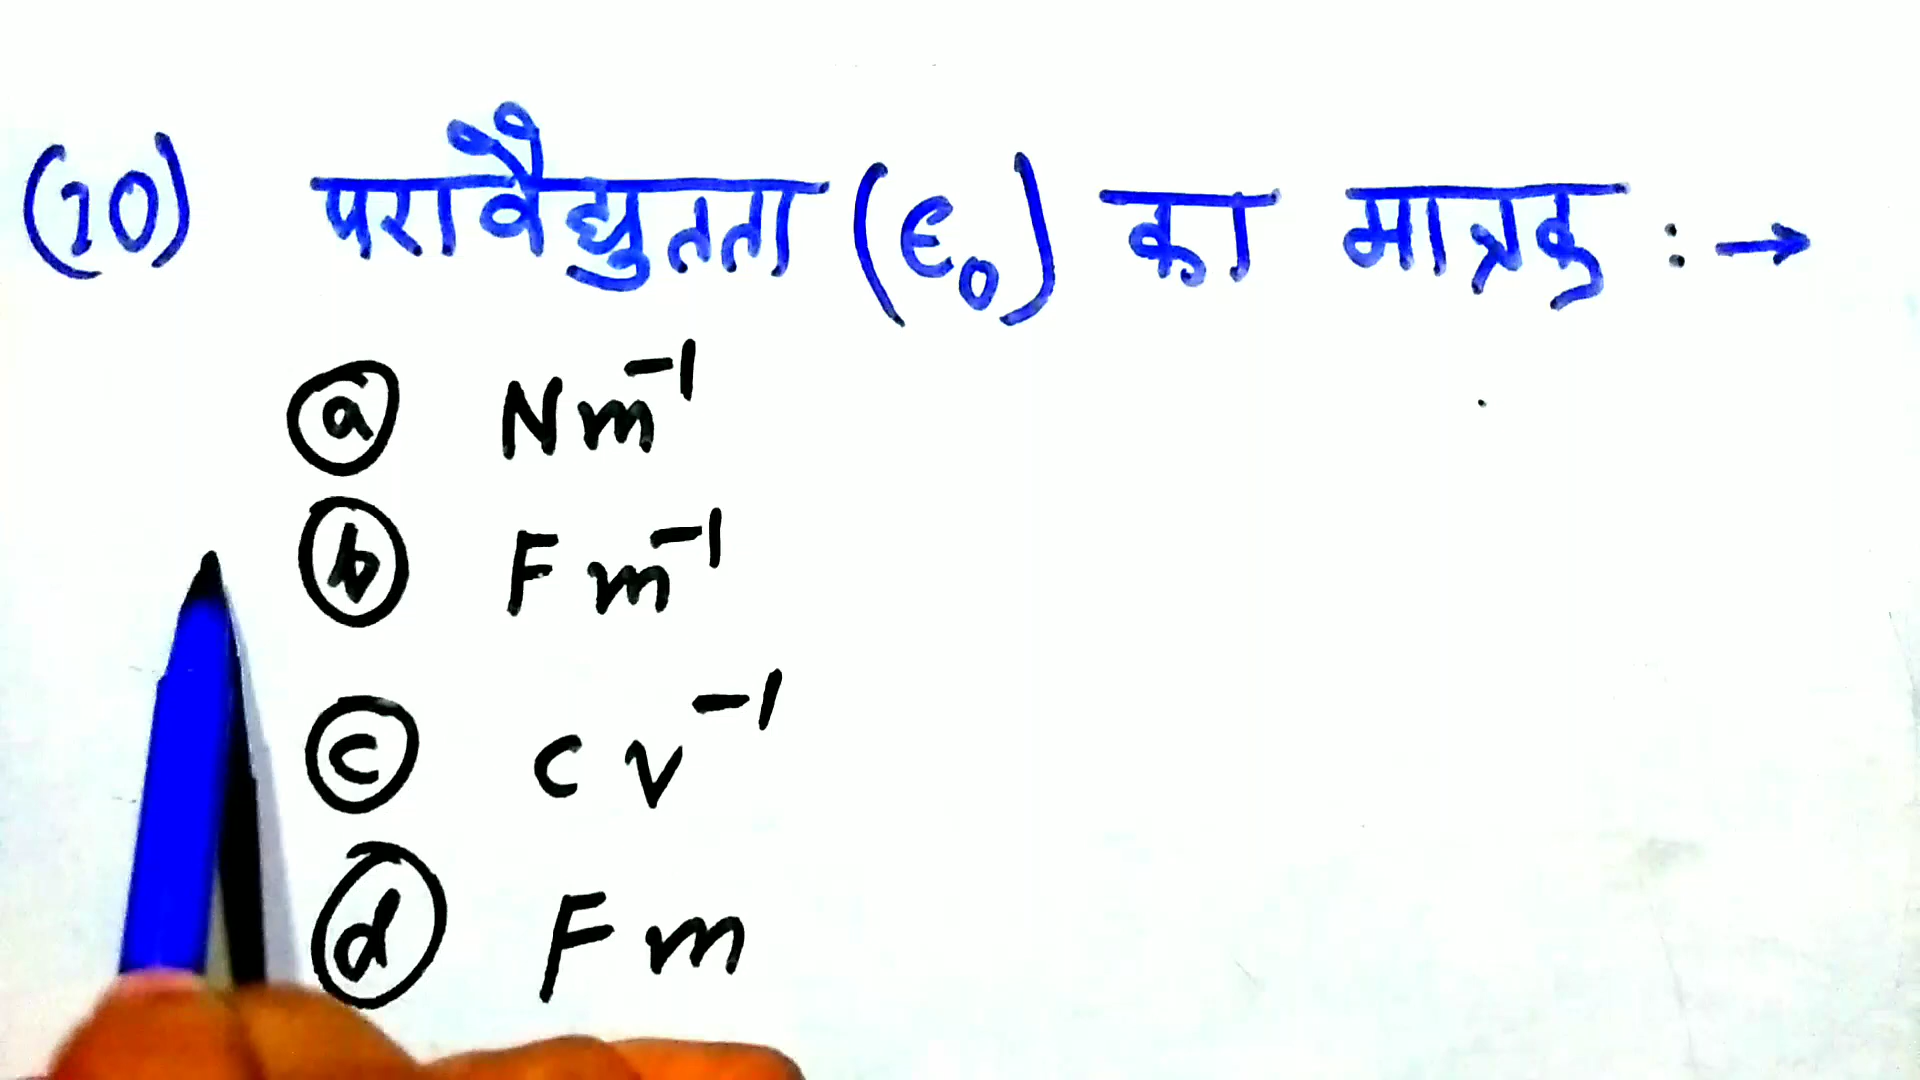 (10) परावैद्युतता (ϵ₀) का मात्रक :→
ⓐ Nm⁻¹
ⓑ Fm⁻¹
ⓒ CV⁻¹
ⓓ Fm